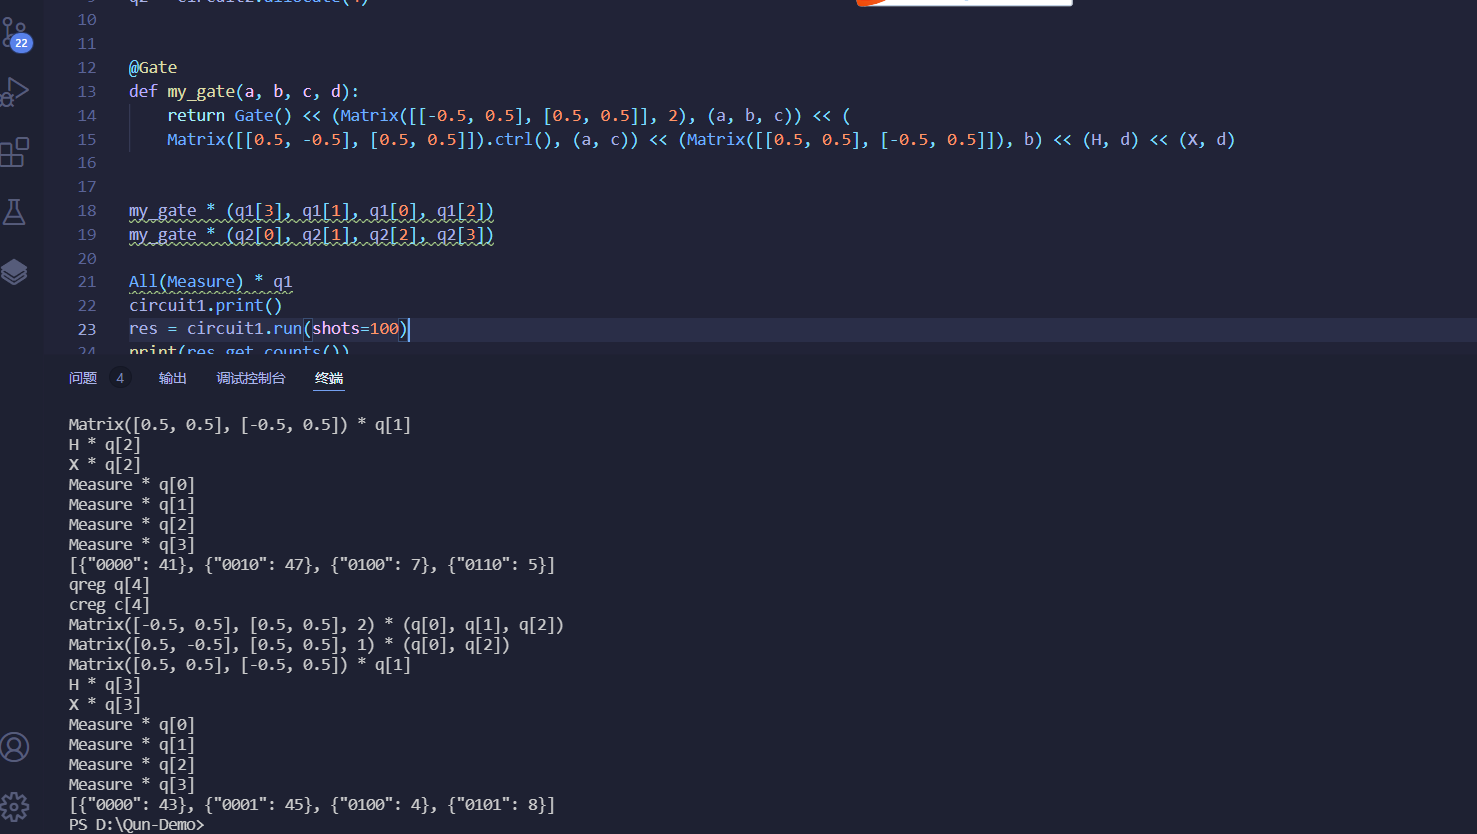 10
11
12 @Gate
13 def my_gate(a, b, c, d):
14 return Gate() << (Matrix([[-0.5, 0.5], [0.5, 0.5]], 2), (a, b, c)) << (
15 Matrix([[0.5, -0.5], [0.5, 0.5]]).ctrl(), (a, c)) << (Matrix([[0.5, 0.5], [-0.5, 0.5]]), b) << (H, d) << (X, d)
16
17
18 my_gate * (q1[3], q1[1], q1[0], q1[2])
19 my_gate * (q2[0], q2[1], q2[2], q2[3])
20
21 All(Measure) * q1
22 circuit1.print()
23 res = circuit1.run(shots=100)
24 print(res.get_counts())
22
问题 4 输出 调试控制台 终端
Matrix([0.5, 0.5], [-0.5, 0.5]) * q[1]
H * q[2]
X * q[2]
Measure * q[0]
Measure * q[1]
Measure * q[2]
Measure * q[3]
[{"0000": 41}, {"0010": 47}, {"0100": 7}, {"0110": 5}]
qreg q[4]
creg c[4]
Matrix([-0.5, 0.5], [0.5, 0.5], 2) * (q[0], q[1], q[2])
Matrix([0.5, -0.5], [0.5, 0.5], 1) * (q[0], q[2])
Matrix([0.5, 0.5], [-0.5, 0.5]) * q[1]
H * q[3]
X * q[3]
Measure * q[0]
Measure * q[1]
Measure * q[2]
Measure * q[3]
[{"0000": 43}, {"0001": 45}, {"0100": 4}, {"0101": 8}]
PS D:\Qun-Demo>